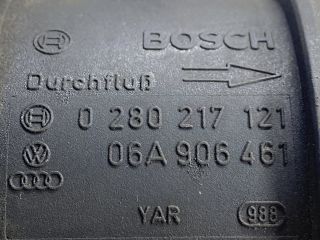 BOSCH
Durchfluß
0 280 217 121
06A 906 461
YAR 988